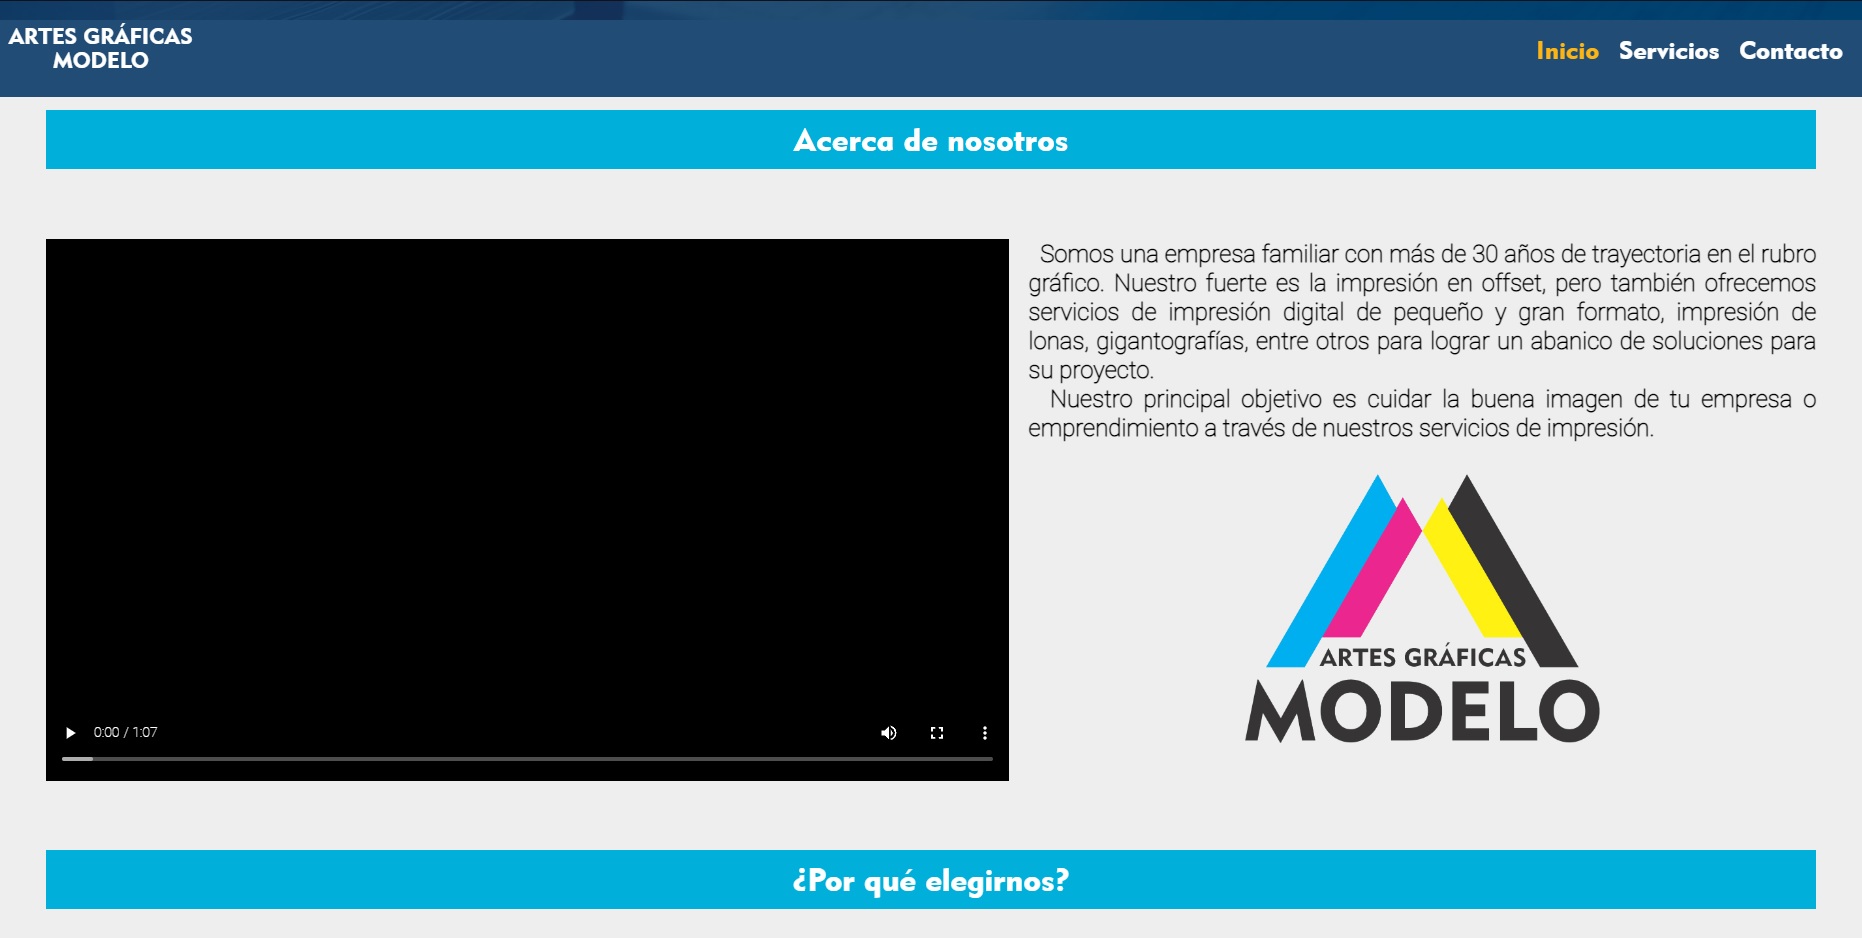 ARTES GRÁFICAS
MODELO
Inicio Servicios Contacto
Acerca de nosotros
Somos una empresa familiar con más de 30 años de trayectoria en el rubro
gráfico. Nuestro fuerte es la impresión en offset, pero también ofrecemos
servicios de impresión digital de pequeño y gran formato, impresión de
lonas, gigantografías, entre otros para lograr un abanico de soluciones para
su proyecto.
Nuestro principal objetivo es cuidar la buena imagen de tu empresa o
emprendimiento a través de nuestros servicios de impresión.
ARTES GRÁFICAS
MODELO
0:00 / 1:07
¿Por qué elegirnos?